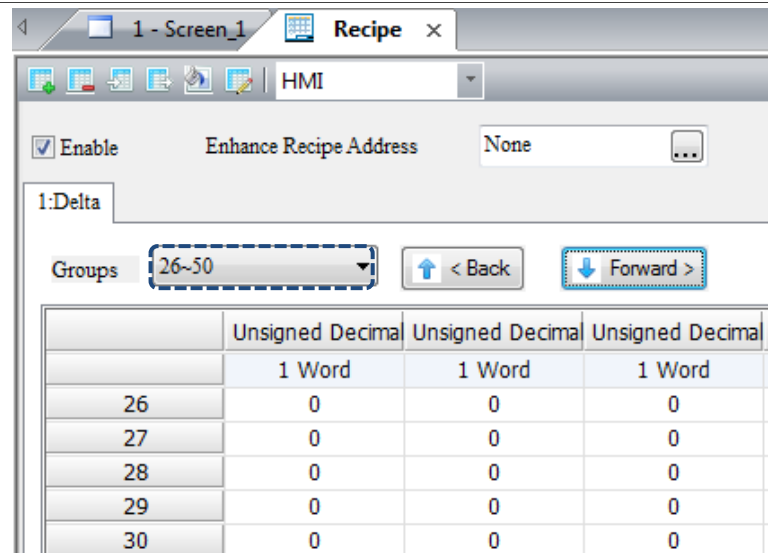 1 - Screen_1 Recipe ×
HMI
Enable Enhance Recipe Address None ...
1:Delta
Groups 26~50 < Back Forward >
Unsigned Decimal Unsigned Decimal Unsigned Decimal
1 Word 1 Word 1 Word
26 0 0 0
27 0 0 0
28 0 0 0
29 0 0 0
30 0 0 0